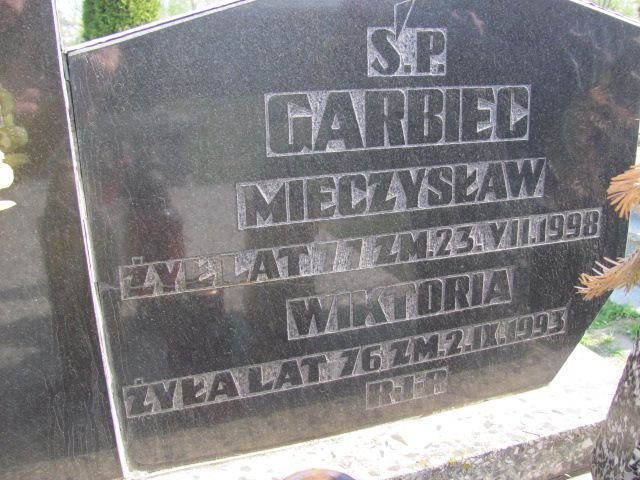 Ś.P.
GARBIEC
MIECZYSŁAW
ŻYŁ LAT 77 ZM. 23. VII. 1998
WIKTORIA
ŻYŁA LAT 76 ZM. 2. IX. 1993
R.I.P